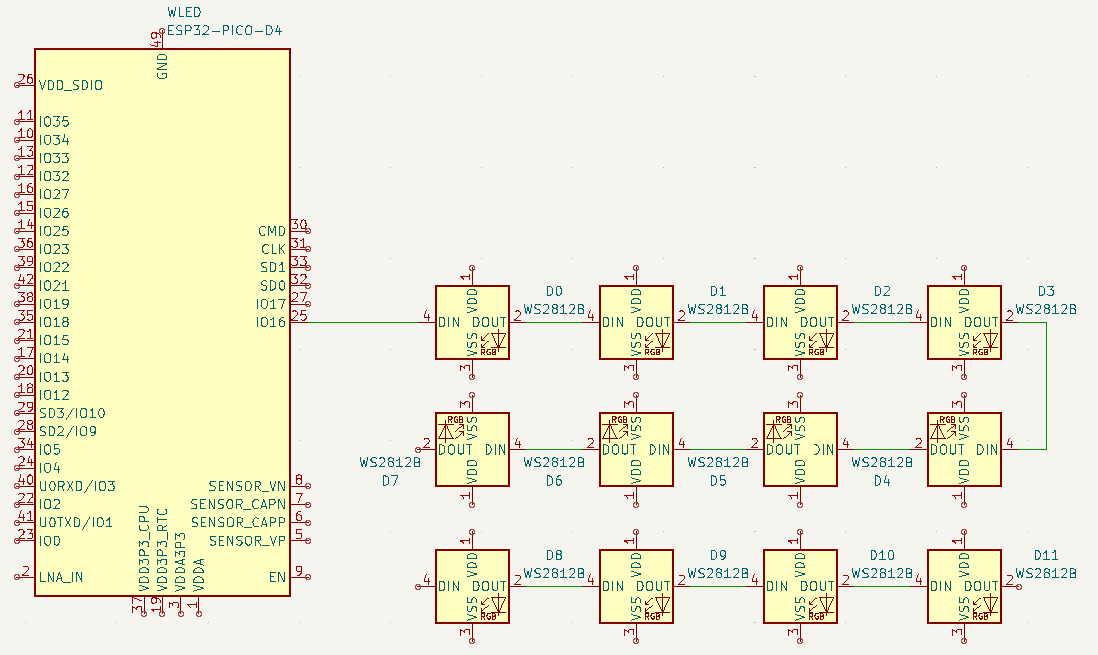 WLED
ESP32-PICO-D4
49
GND
26 VDD_SDIO
11 IO35
10 IO34
13 IO33
12 IO32
16 IO27
15 IO26
14 IO25
36 IO23
39 IO22
42 IO21
38 IO19
35 IO18
21 IO15
17 IO14
20 IO13
18 IO12
29 SD3/IO10
28 SD2/IO9
34 IO5
24 IO4
40 U0RXD/IO3
22 IO2
41 U0TXD/IO1
23 IO0
2 LNA_IN
CMD 30
CLK 31
SD1 33
SD0 32
IO17 27
IO16 25
SENSOR_VN 8
SENSOR_CAPN 7
SENSOR_CAPP 6
SENSOR_VP 5
EN 9
VDD3P3_CPU 37
VDD3P3_RTC 19
VDDA3P3 3
VDDA 1
1 1 1 1
VDD VDD VDD VDD
D0 D1 D2 D3
WS2812B WS2812B WS2812B WS2812B
4 DIN DOUT 2 4 DIN DOUT 2 4 DIN DOUT 2 4 DIN DOUT 2
VSS VSS VSS VSS
RGB RGB RGB RGB
3 3 3 3
3 3 3 3
RGB RGB RGB RGB
VSS VSS VSS VSS
2 DOUT DIN 4 2 DOUT DIN 4 2 DOUT DIN 4 2 DOUT DIN 4
WS2812B WS2812B WS2812B WS2812B
VDD VDD VDD VDD
D7 D6 D5 D4
1 1 1 1
1 1 1 1
VDD VDD VDD VDD
D8 D9 D10 D11
WS2812B WS2812B WS2812B WS2812B
4 DIN DOUT 2 4 DIN DOUT 2 4 DIN DOUT 2 4 DIN DOUT 2
VSS VSS VSS VSS
RGB RGB RGB RGB
3 3 3 3